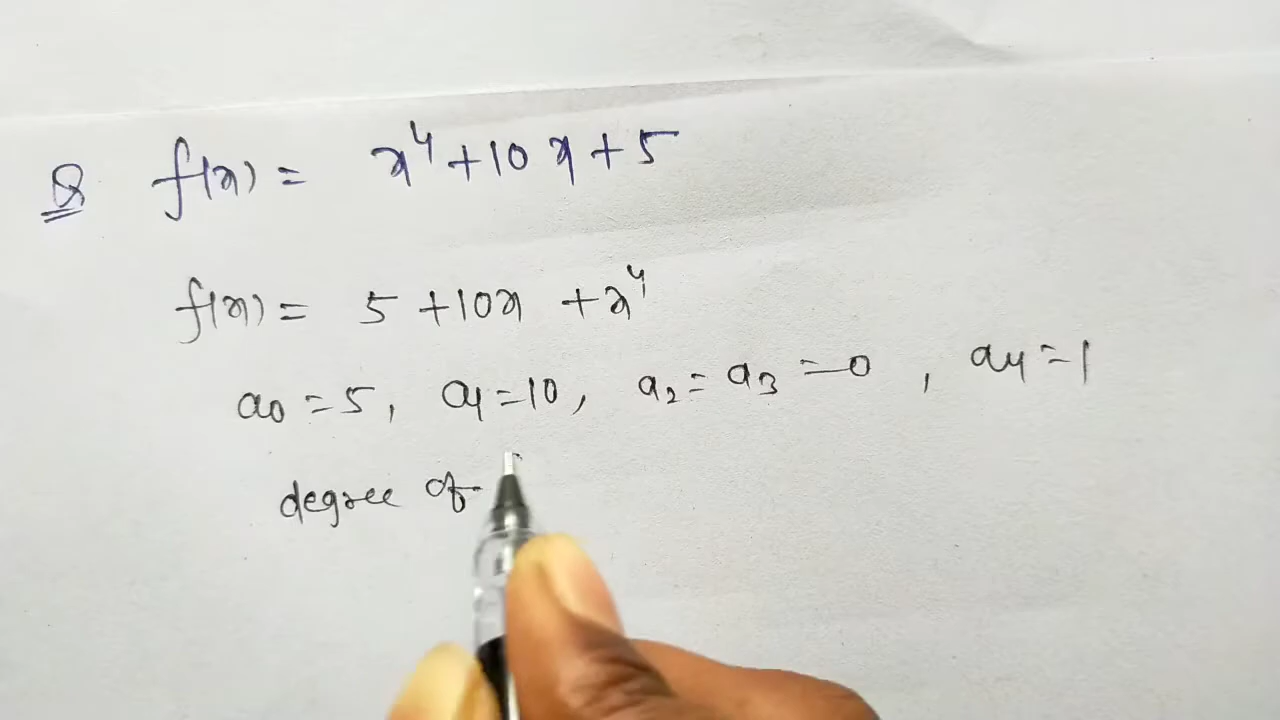 Q f(x) = x⁴ + 10x + 5
f(x) = 5 + 10x + x⁴
a₀ = 5, a₁ = 10, a₂ = a₃ = 0, a₄ = 1
degree of